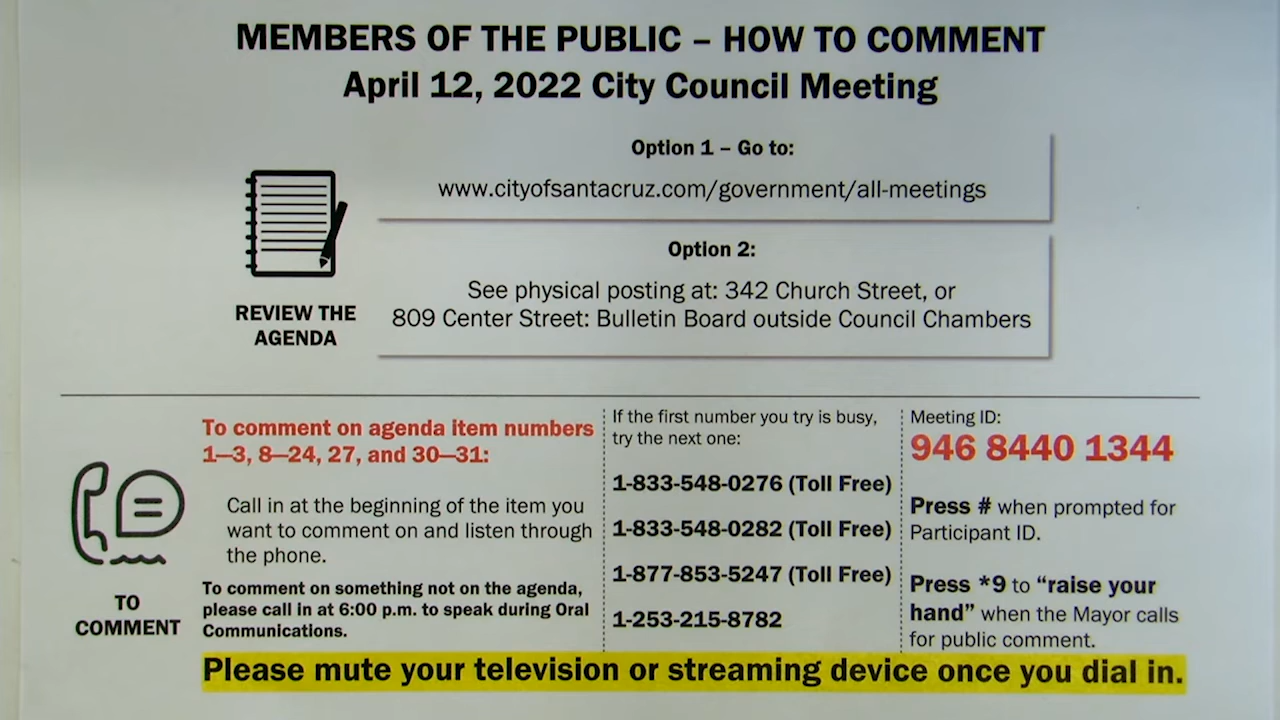 MEMBERS OF THE PUBLIC – HOW TO COMMENT
April 12, 2022 City Council Meeting
Option 1 – Go to:
www.cityofsantacruz.com/government/all-meetings
Option 2:
See physical posting at: 342 Church Street, or
809 Center Street: Bulletin Board outside Council Chambers
REVIEW THE
AGENDA
To comment on agenda item numbers
1—3, 8—24, 27, and 30—31:
Call in at the beginning of the item you
want to comment on and listen through
the phone.
To comment on something not on the agenda,
please call in at 6:00 p.m. to speak during Oral
Communications.
TO
COMMENT
If the first number you try is busy,
try the next one:
1-833-548-0276 (Toll Free)
1-833-548-0282 (Toll Free)
1-877-853-5247 (Toll Free)
1-253-215-8782
Meeting ID:
946 8440 1344
Press # when prompted for
Participant ID.
Press *9 to “raise your
hand” when the Mayor calls
for public comment.
Please mute your television or streaming device once you dial in.